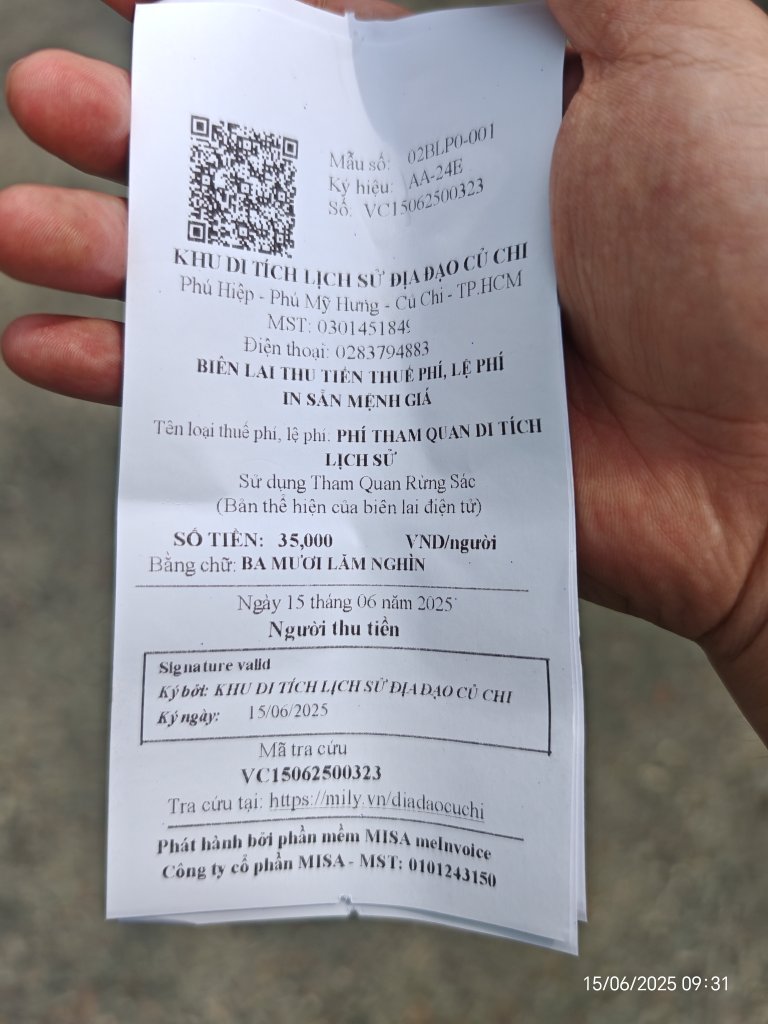 Mẫu số: 02BLP0-001
Ký hiệu: AA-24E
Số: VC15062500323
KHU DI TÍCH LỊCH SỬ ĐỊA ĐẠO CỦ CHI
Phú Hiệp - Phú Mỹ Hưng - Củ Chi - TP.HCM
MST: 0301451849
Điện thoại: 0283794883
BIÊN LAI THU TIỀN THUẾ PHÍ, LỆ PHÍ
IN SẴN MỆNH GIÁ
Tên loại thuế phí, lệ phí: PHÍ THAM QUAN DI TÍCH
LỊCH SỬ
Sử dụng Tham Quan Rừng Sác
(Bản thể hiện của biên lai điện tử)
SỐ TIỀN: 35,000 VND/người
Bằng chữ: BA MƯƠI LĂM NGHÌN
Ngày 15 tháng 06 năm 2025
Người thu tiền
Signature valid
Ký bởi: KHU DI TÍCH LỊCH SỬ ĐỊA ĐẠO CỦ CHI
Ký ngày: 15/06/2025
Mã tra cứu
VC15062500323
Tra cứu tại: https://mily.vn/diadaocuchi
Phát hành bởi phần mềm MISA meInvoice
Công ty cổ phần MISA - MST: 0101243150
15/06/2025 09:31